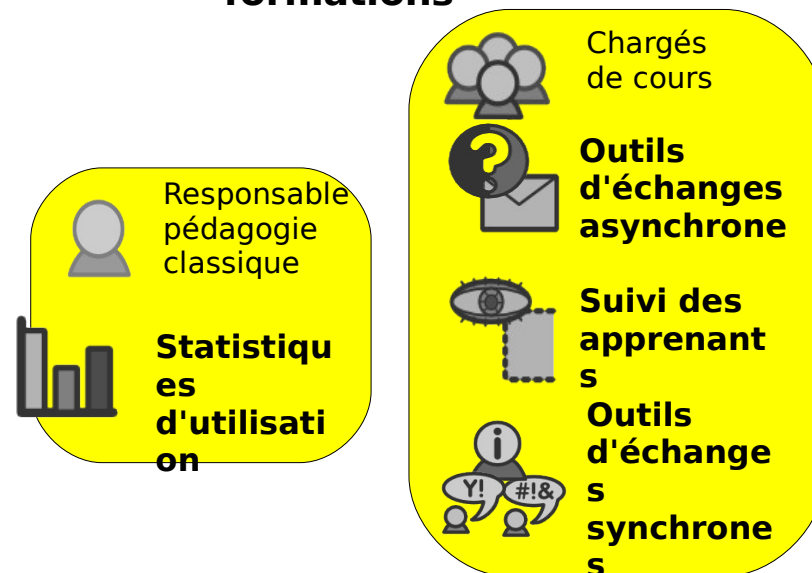 formations
Chargés
de cours
Outils
d'échanges
asynchrone
Responsable
pédagogie
classique
Suivi des
apprenant
s
Statistiqu
es
d'utilisati
on
Outils
d'échange
s
synchrone
s
i
Y!
#!&
?